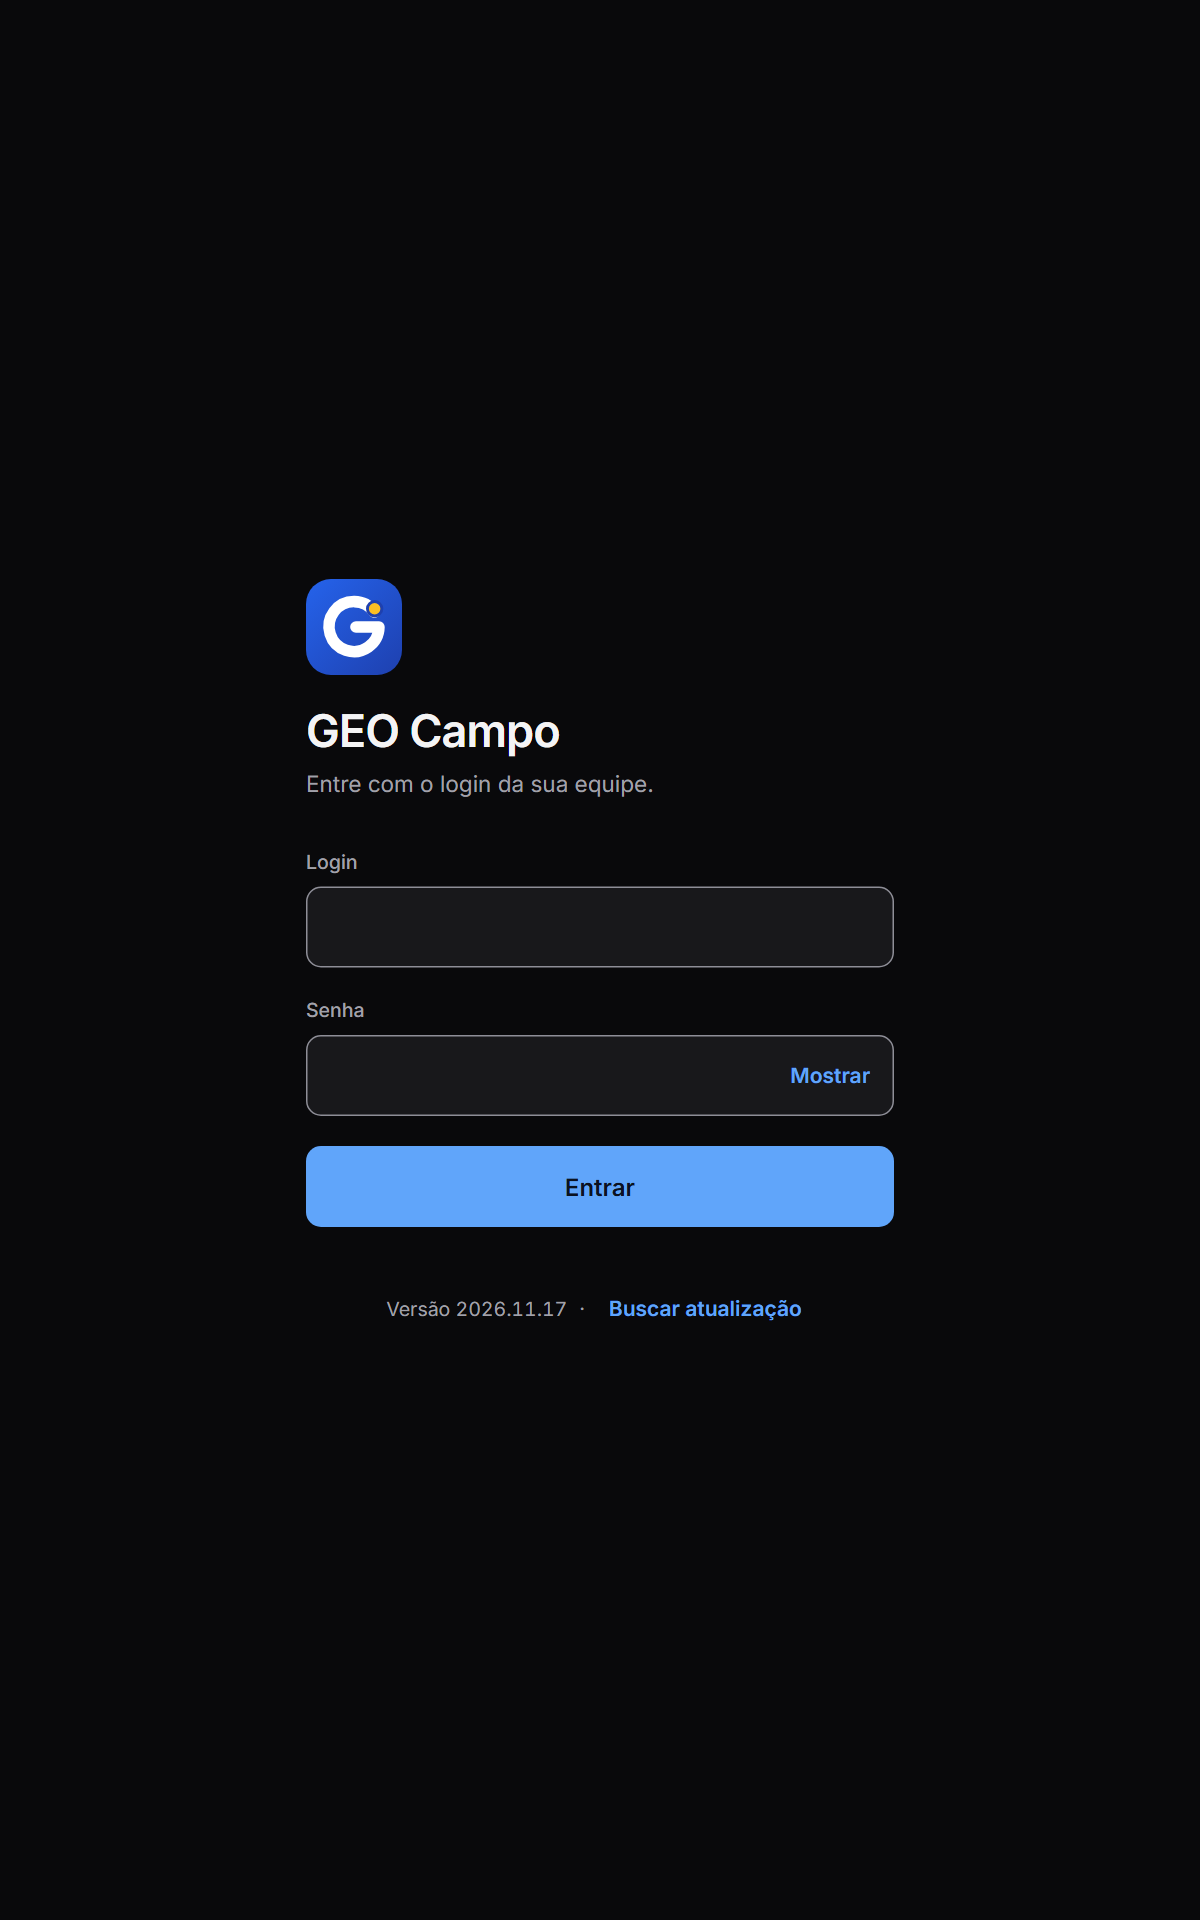 GEO Campo
Entre com o login da sua equipe.
Login
Senha
Mostrar
Entrar
Versão 2026.11.17 · Buscar atualização